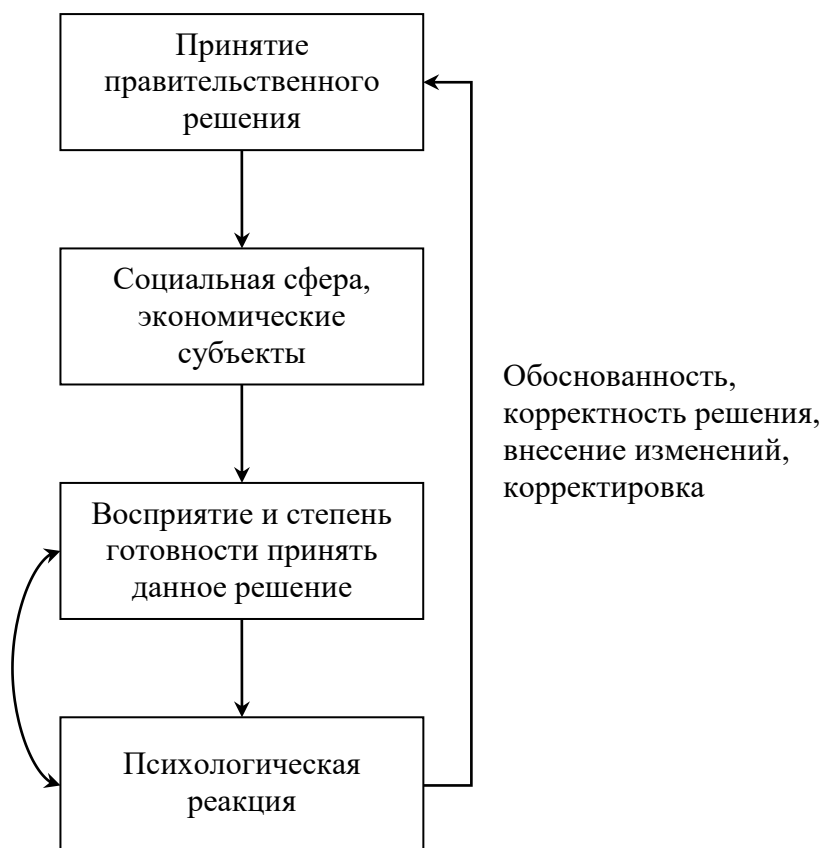 Принятие
правительственного
решения
Социальная сфера,
экономические
субъекты
Обоснованность,
корректность решения,
внесение изменений,
корректировка
Восприятие и степень
готовности принять
данное решение
Психологическая
реакция